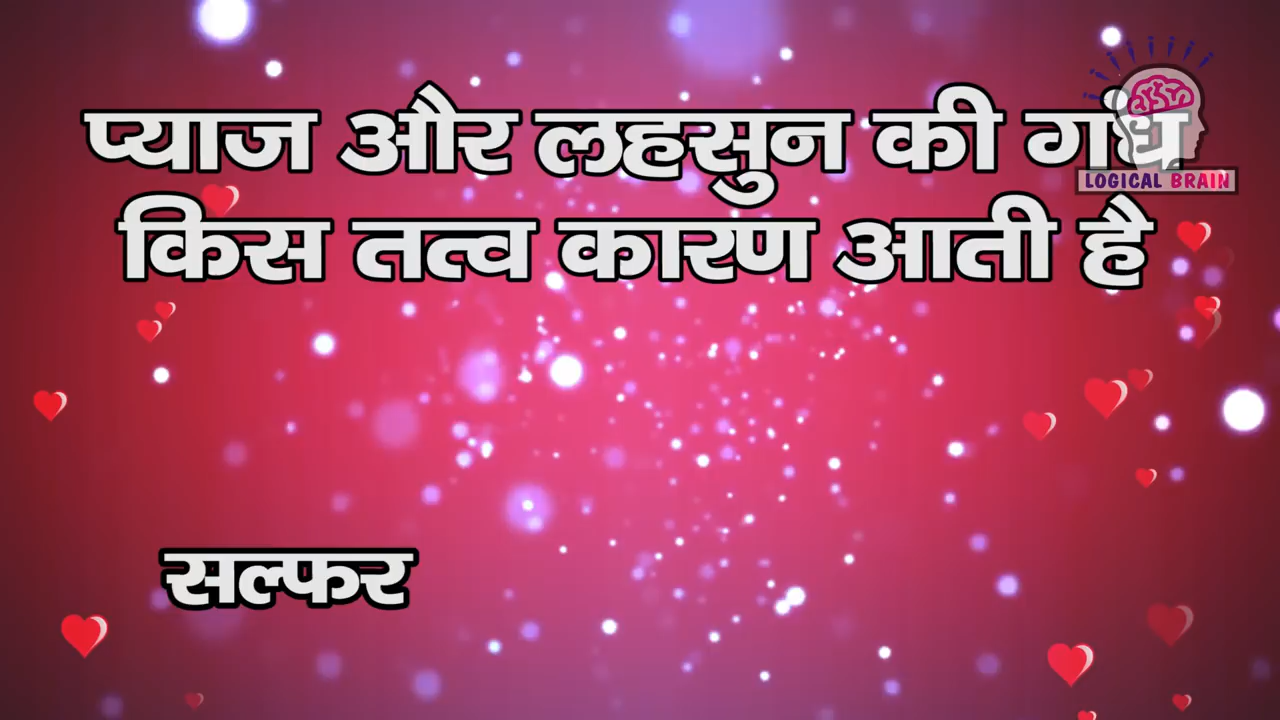 प्याज और लहसुन की गंध
किस तत्व कारण आती है
सल्फर
LOGICAL BRAIN